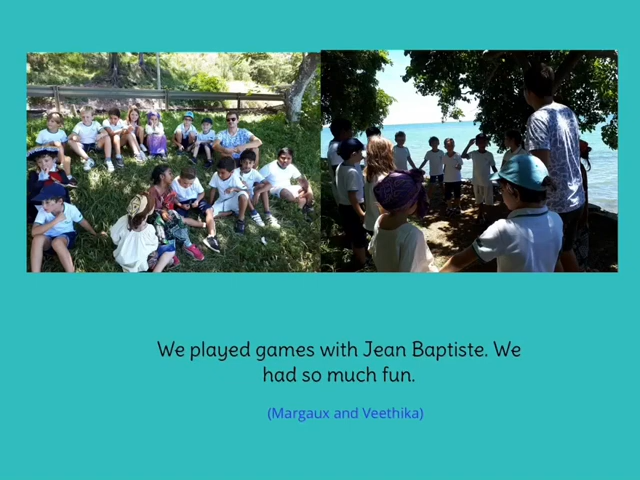 We played games with Jean Baptiste. We
had so much fun.
(Margaux and Veethika)